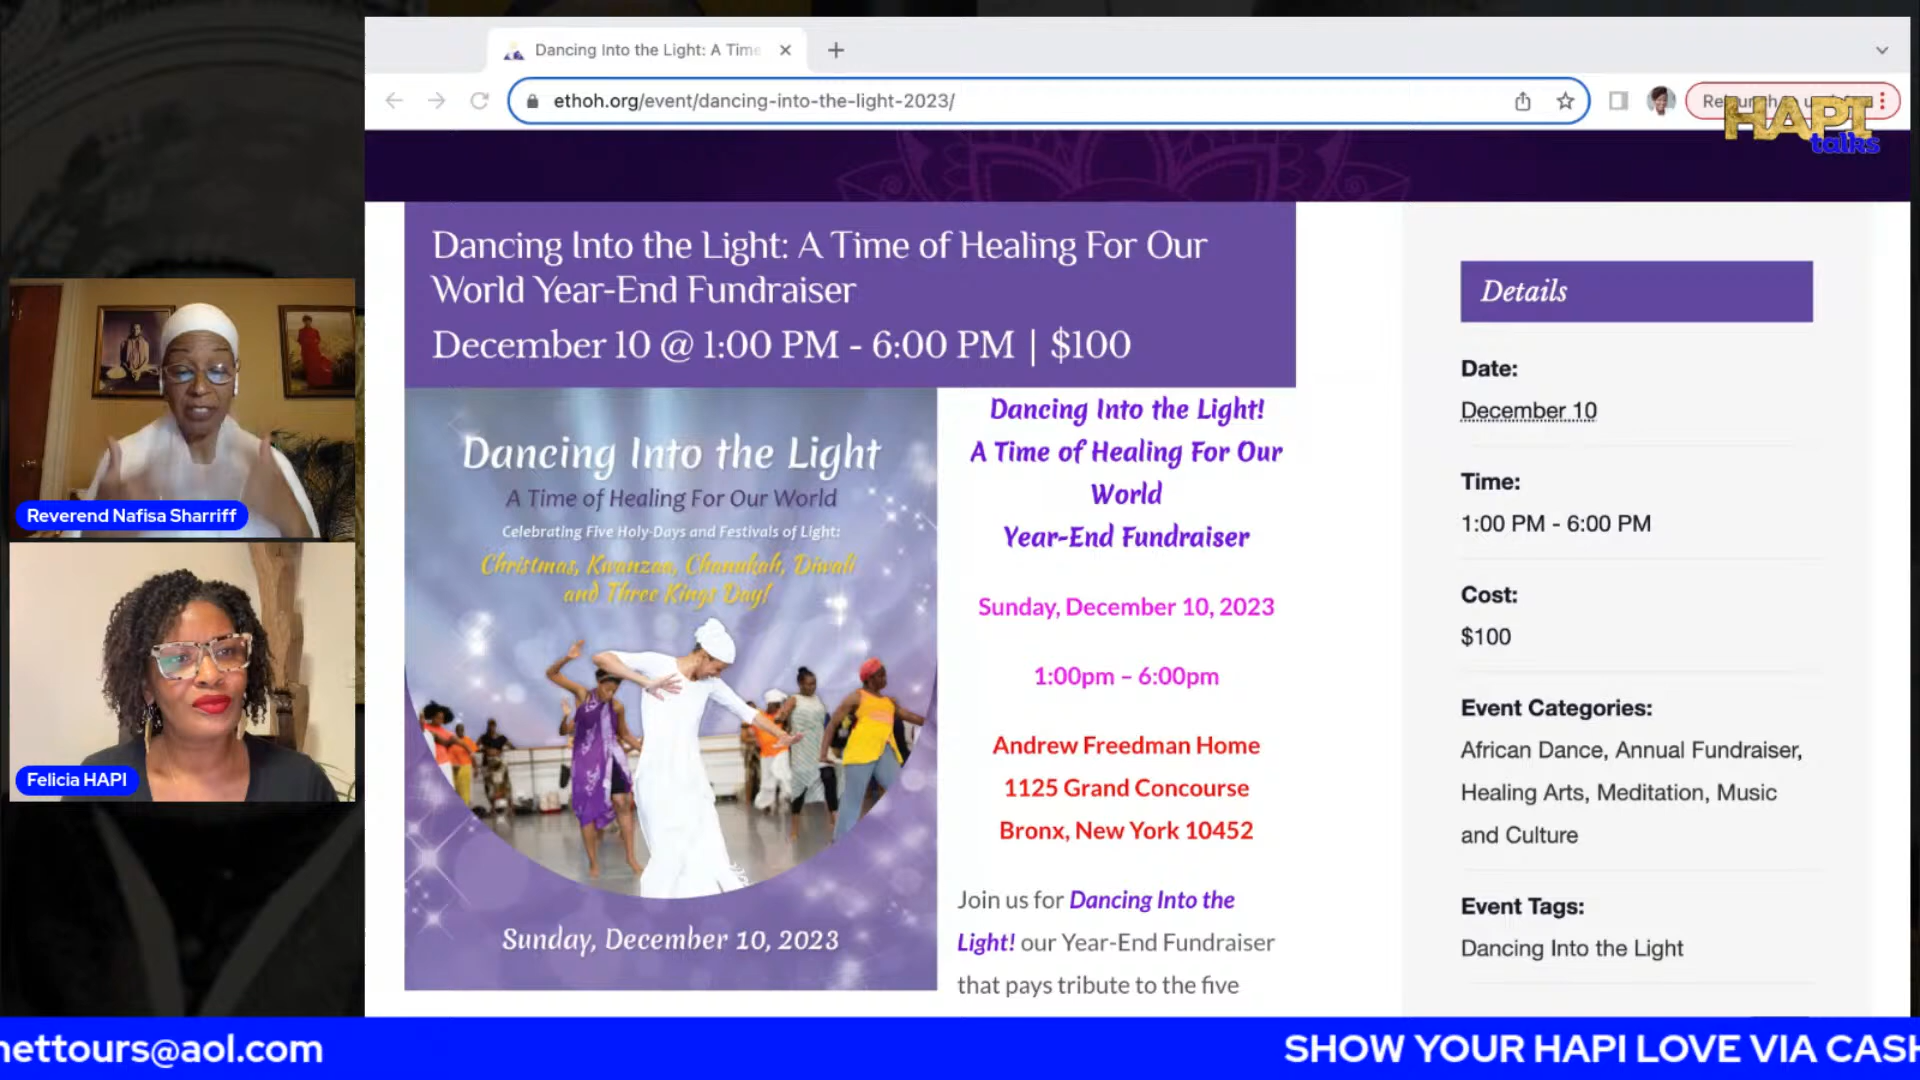 Dancing Into the Light: A Time
ethoh.org/event/dancing-into-the-light-2023/
HAPI
talks
Dancing Into the Light: A Time of Healing For Our
World Year-End Fundraiser
December 10 @ 1:00 PM - 6:00 PM | $100
Dancing Into the Light
A Time of Healing For Our World
Celebrating Five Holy-Days and Festivals of Light:
Christmas, Kwanzaa, Chanukah, Diwali
and Three Kings Day!
Sunday, December 10, 2023
Dancing Into the Light!
A Time of Healing For Our
World
Year-End Fundraiser
Sunday, December 10, 2023
1:00pm – 6:00pm
Andrew Freedman Home
1125 Grand Concourse
Bronx, New York 10452
Join us for Dancing Into the
Light! our Year-End Fundraiser
that pays tribute to the five
Details
Date:
December 10
Time:
1:00 PM - 6:00 PM
Cost:
$100
Event Categories:
African Dance, Annual Fundraiser,
Healing Arts, Meditation, Music
and Culture
Event Tags:
Dancing Into the Light
Reverend Nafisa Sharriff
Felicia HAPI
nettours@aol.com
SHOW YOUR HAPI LOVE VIA CASH